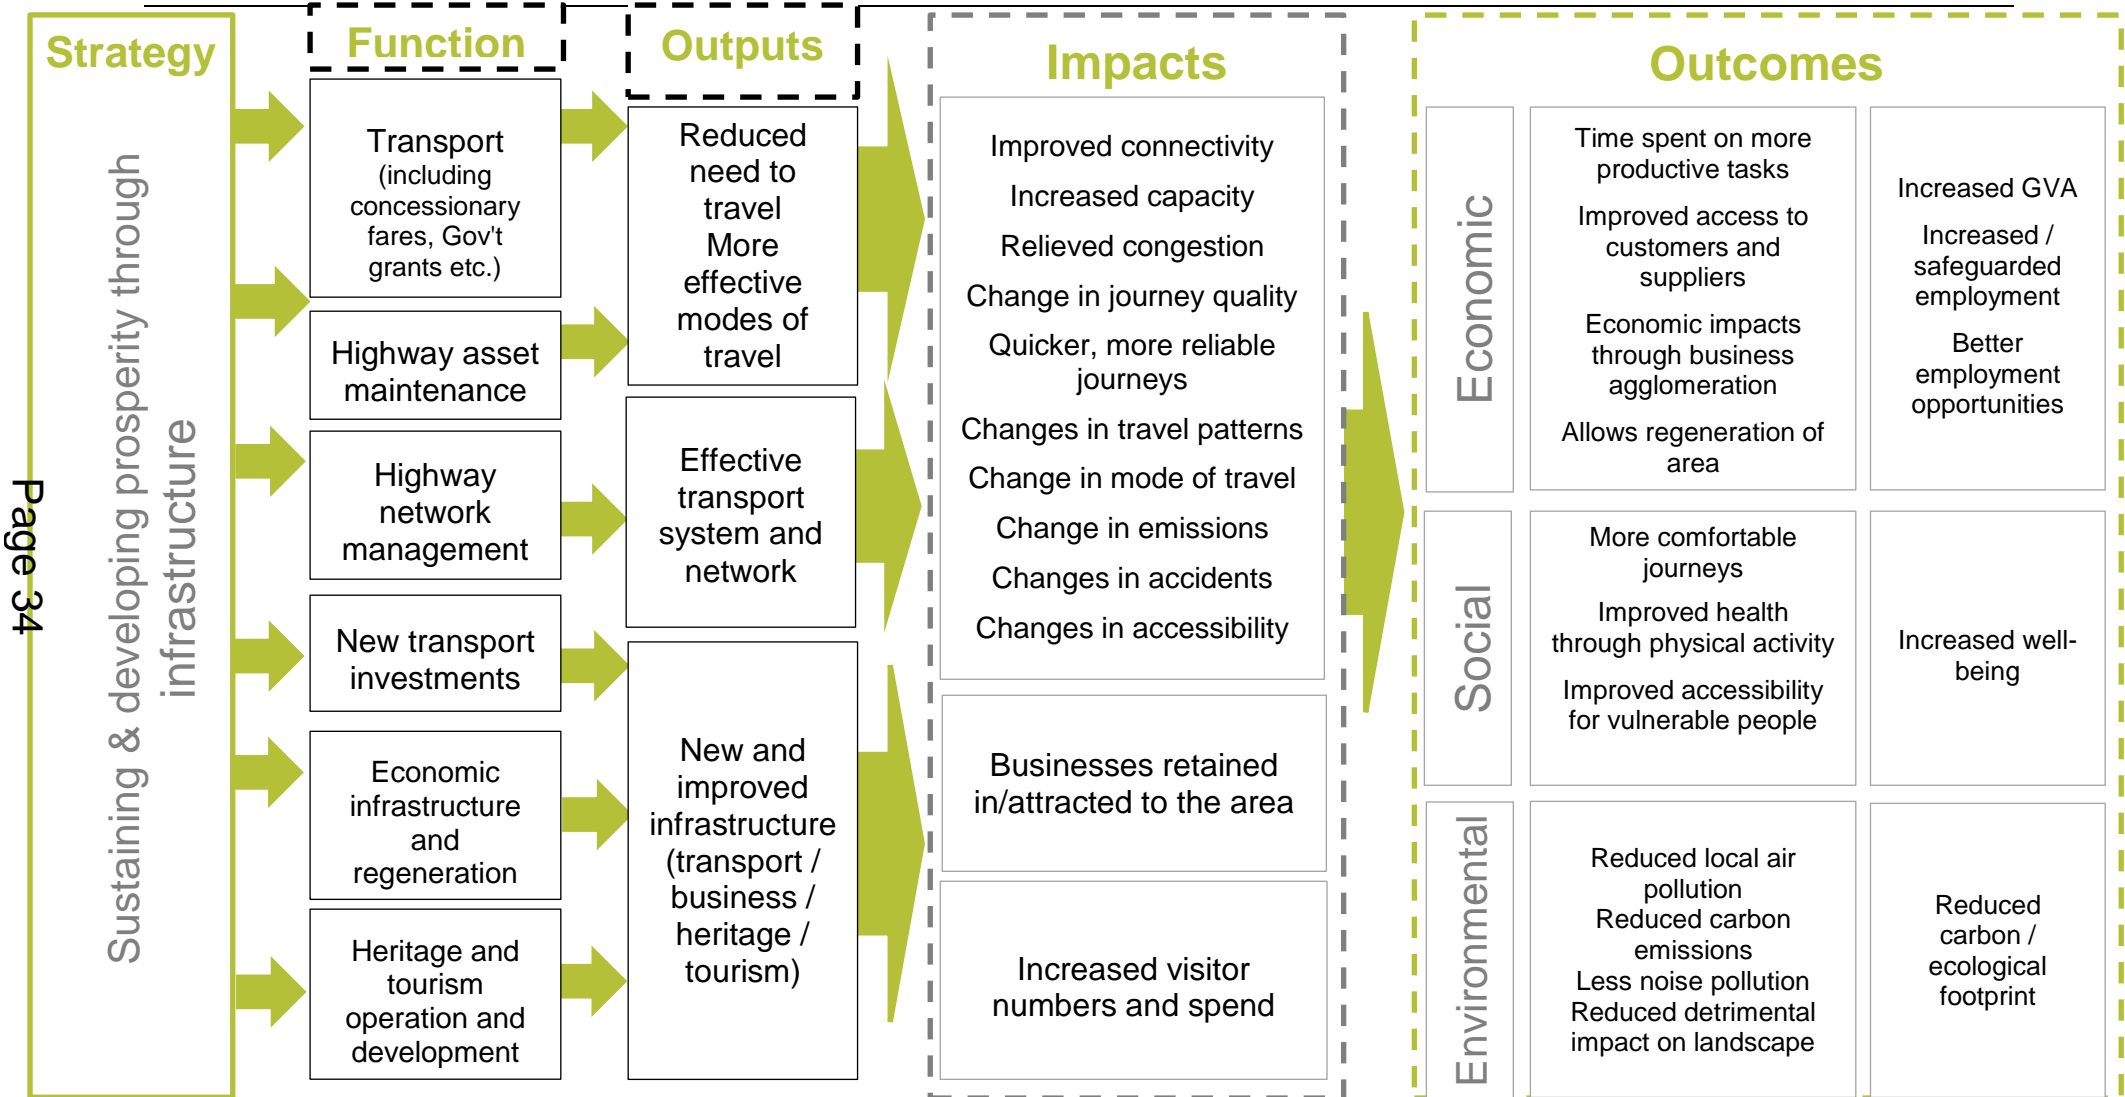 Strategy
Sustaining & developing prosperity through
infrastructure
Page 34
Function
Transport
(including
concessionary
fares, Gov't
grants etc.)
Highway asset
maintenance
Highway
network
management
New transport
investments
Economic
infrastructure
and
regeneration
Heritage and
tourism
operation and
development
Outputs
Reduced
need to
travel
More
effective
modes of
travel
Effective
transport
system and
network
New and
improved
infrastructure
(transport /
business /
heritage /
tourism)
Impacts
Improved connectivity
Increased capacity
Relieved congestion
Change in journey quality
Quicker, more reliable
journeys
Changes in travel patterns
Change in mode of travel
Change in emissions
Changes in accidents
Changes in accessibility
Businesses retained
in/attracted to the area
Increased visitor
numbers and spend
Outcomes
Economic
Time spent on more
productive tasks
Improved access to
customers and
suppliers
Economic impacts
through business
agglomeration
Allows regeneration of
area
Increased GVA
Increased /
safeguarded
employment
Better
employment
opportunities
Social
More comfortable
journeys
Improved health
through physical activity
Improved accessibility
for vulnerable people
Increased well-
being
Environmental
Reduced local air
pollution
Reduced carbon
emissions
Less noise pollution
Reduced detrimental
impact on landscape
Reduced
carbon /
ecological
footprint